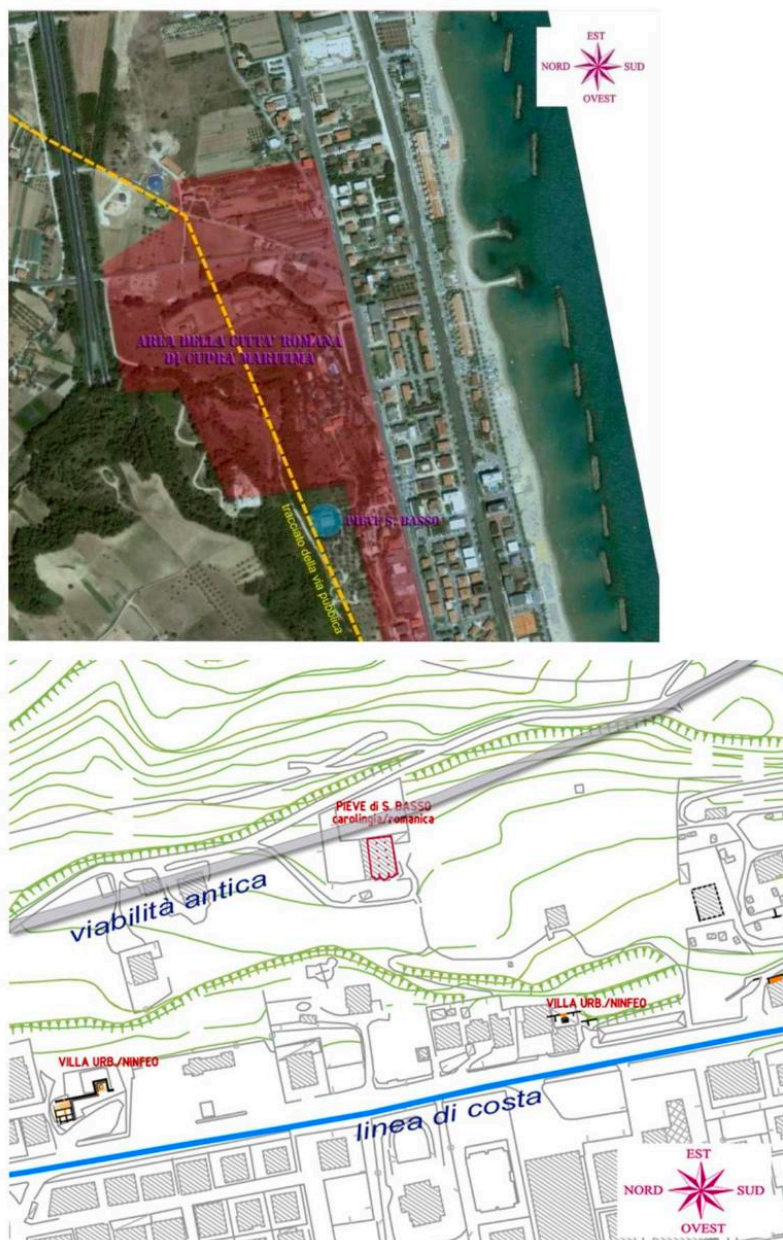 EST
NORD
SUD
OVEST
AREA DELLA CITTA' ROMANA
DI CUPRA MARITIMA
PIEVE S. BASSO
tracciato della via pubblica
PIEVE di S. BASSO
carolingia/romanica
viabilità antica
VILLA URB./NINFEO
VILLA URB./NINFEO
linea di costa
EST
NORD
SUD
OVEST